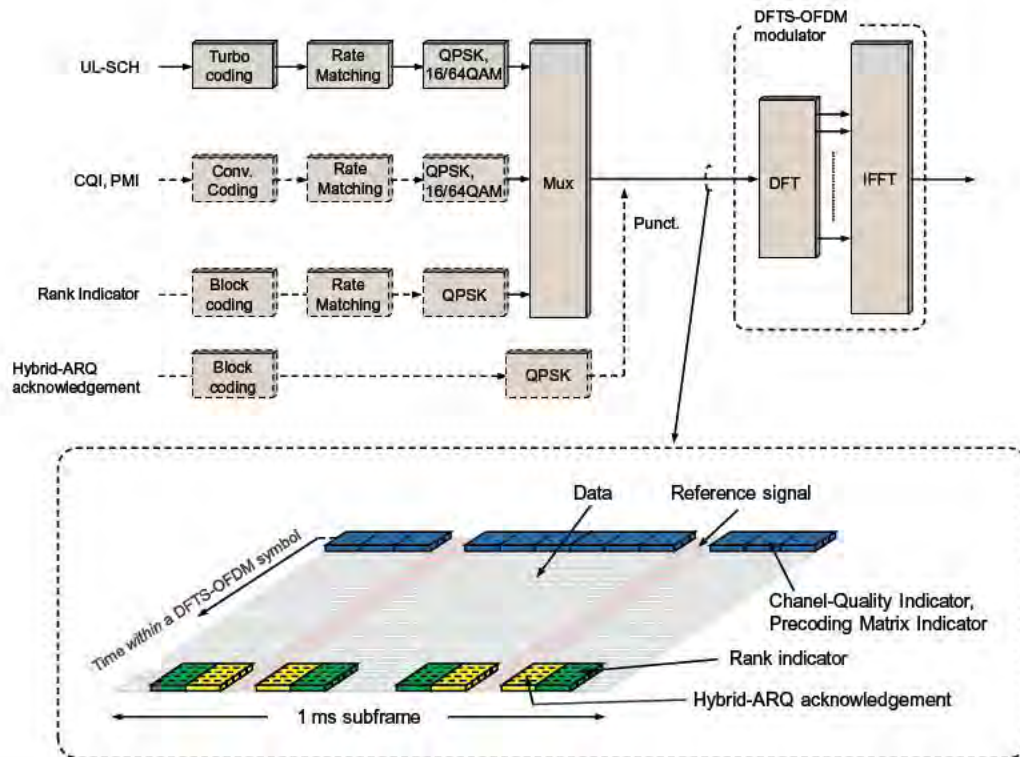 DFTS-OFDM
modulator
UL-SCH
Turbo
coding
Rate
Matching
QPSK,
16/64QAM
CQI, PMI
Conv.
Coding
Rate
Matching
QPSK,
16/64QAM
Mux
DFT
IFFT
Punct.
Rank Indicator
Block
coding
Rate
Matching
QPSK
Hybrid-ARQ
acknowledgement
Block
coding
QPSK
Data
Reference signal
Time within a DFTS-OFDM symbol
Chanel-Quality Indicator,
Precoding Matrix Indicator
Rank indicator
Hybrid-ARQ acknowledgement
1 ms subframe